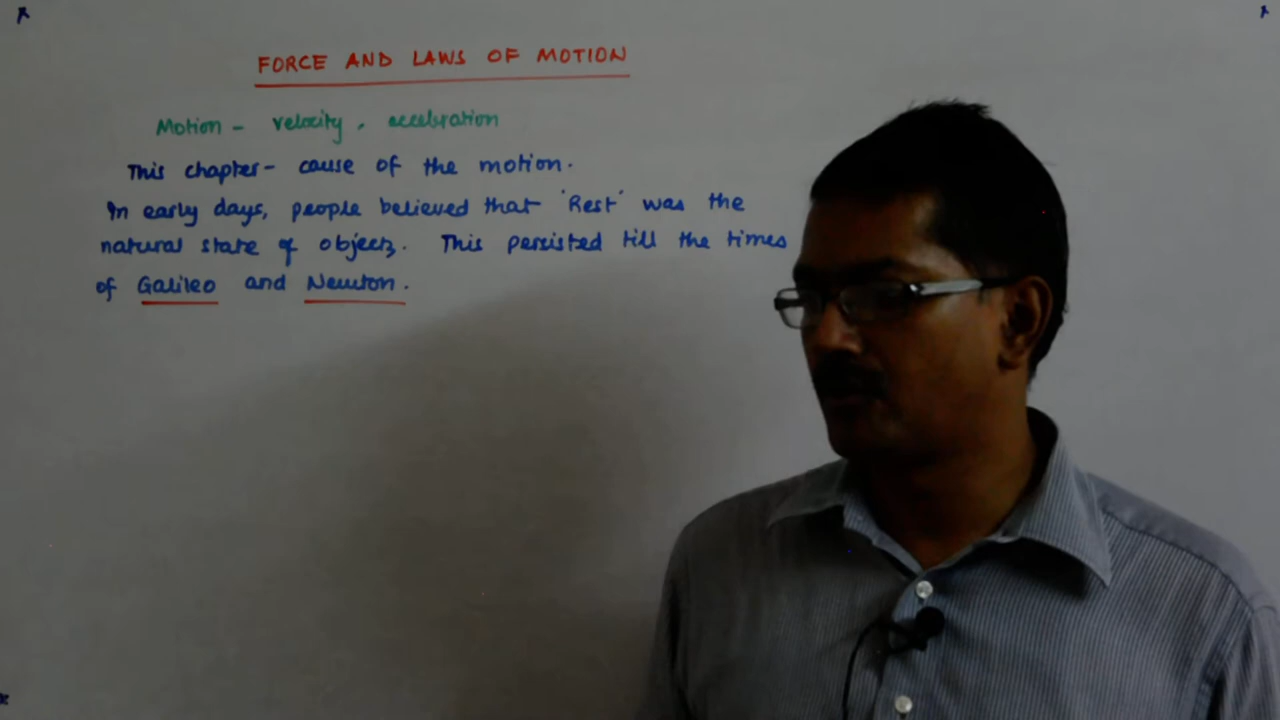 FORCE AND LAWS OF MOTION
Motion - velocity, acceleration
This chapter - cause of the motion.
In early days, people believed that 'Rest' was the
natural state of objects. This persisted till the times
of Galileo and Newton.